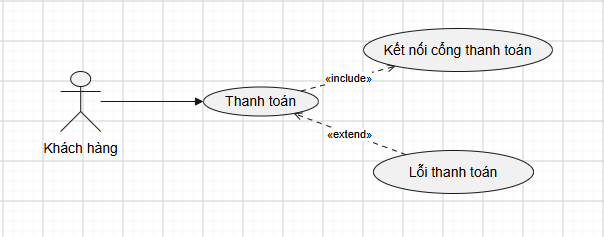 Kết nối cổng thanh toán
«include»
Thanh toán
«extend»
Khách hàng
Lỗi thanh toán